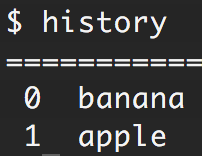 $ history
===========
0 banana
1 apple